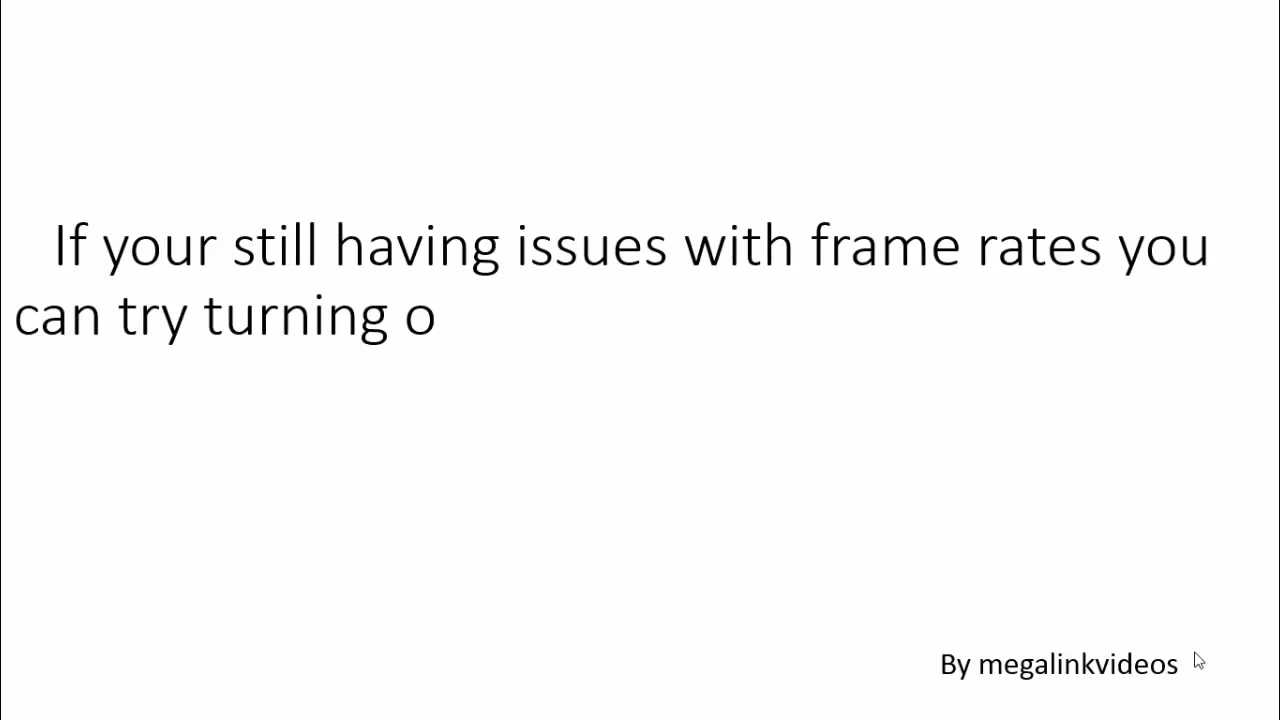 If your still having issues with frame rates you
can try turning o
By megalinkvideos